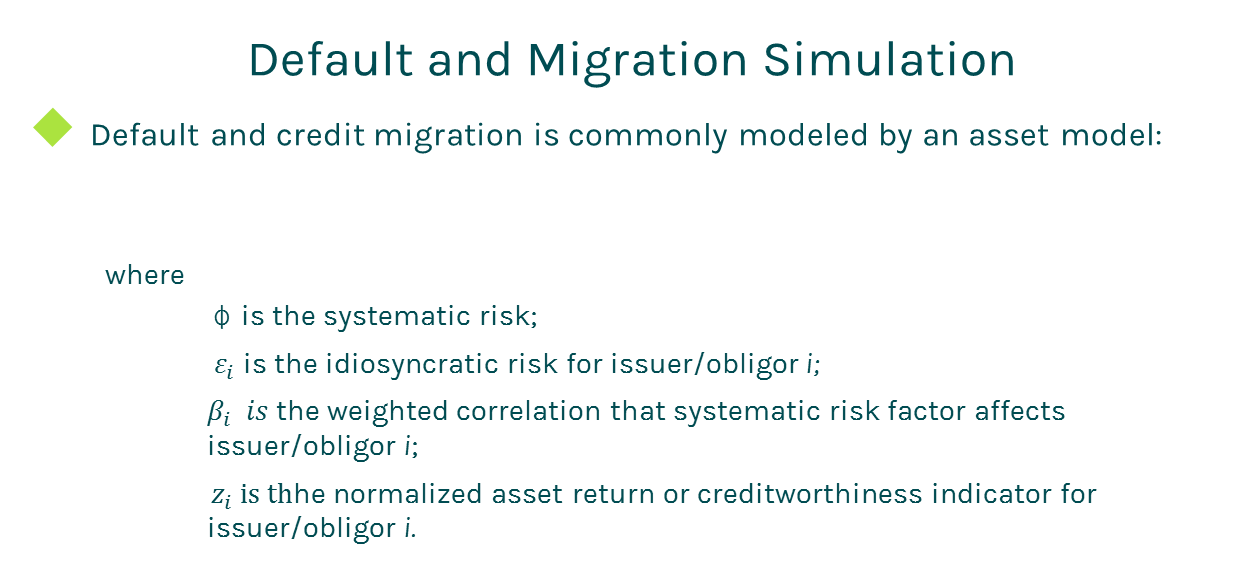 Default and Migration Simulation
Default and credit migration is commonly modeled by an asset model:
where
ϕ is the systematic risk;
εᵢ is the idiosyncratic risk for issuer/obligor i;
βᵢ is the weighted correlation that systematic risk factor affects
issuer/obligor i;
zᵢ is thhe normalized asset return or creditworthiness indicator for
issuer/obligor i.